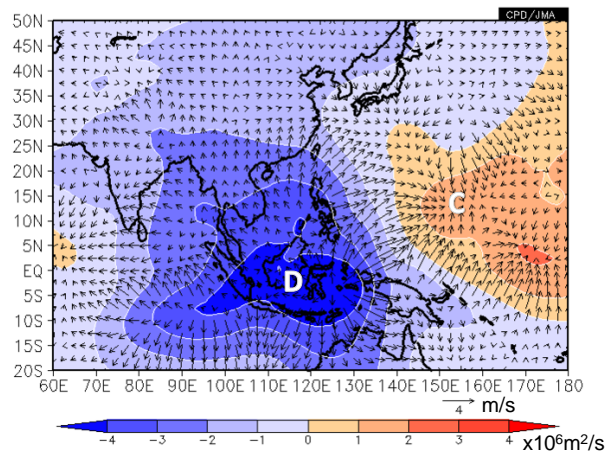 CPD/JMA
50N
45N
40N
35N
30N
25N
20N
15N
10N
5N
EQ
5S
10S
15S
20S
C
D
60E 70E 80E 90E 100E 110E 120E 130E 140E 150E 160E 170E 180
4 m/s
-4 -3 -2 -1 0 1 2 3 4 x10⁶m²/s